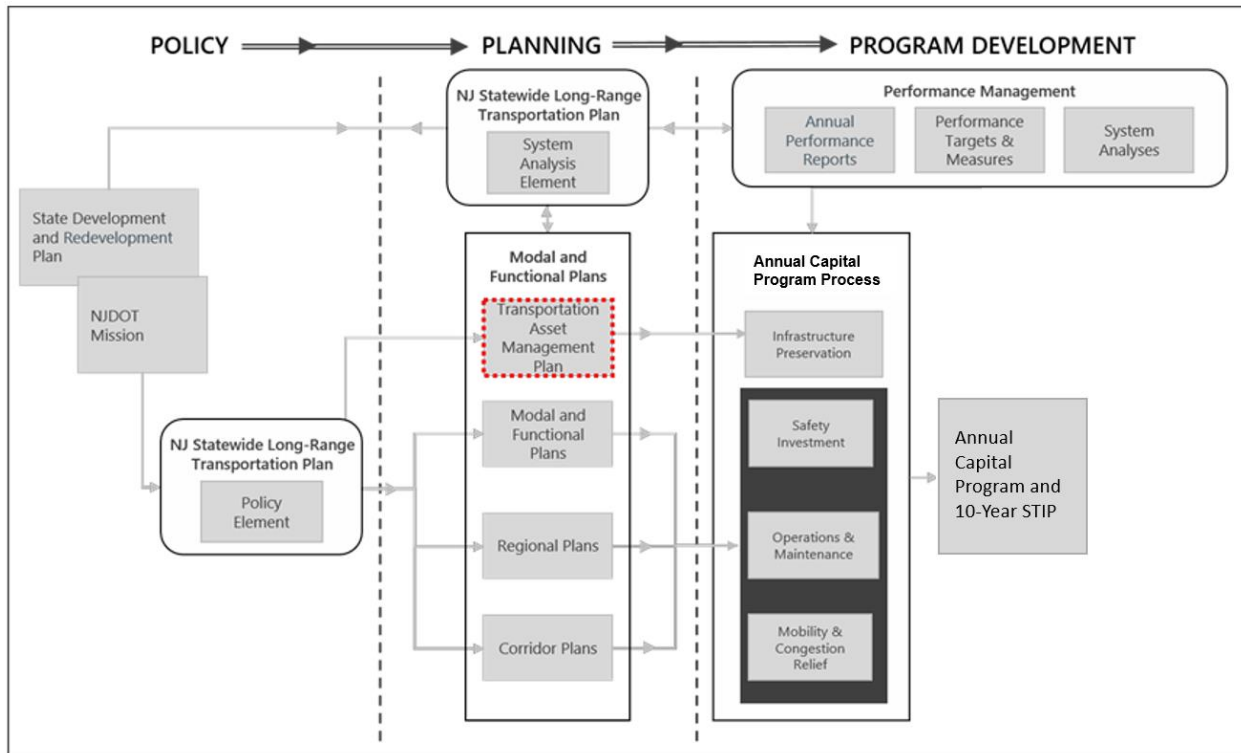 POLICY
PLANNING
PROGRAM DEVELOPMENT
NJ Statewide Long-Range
Transportation Plan
System
Analysis
Element
Performance Management
Annual
Performance
Reports
Performance
Targets &
Measures
System
Analyses
State Development
and Redevelopment
Plan
NJDOT
Mission
NJ Statewide Long-Range
Transportation Plan
Policy
Element
Modal and
Functional Plans
Transportation
Asset
Management
Plan
Modal and
Functional
Plans
Regional Plans
Corridor Plans
Annual Capital
Program Process
Infrastructure
Preservation
Safety
Investment
Operations &
Maintenance
Mobility &
Congestion
Relief
Annual
Capital
Program and
10-Year STIP